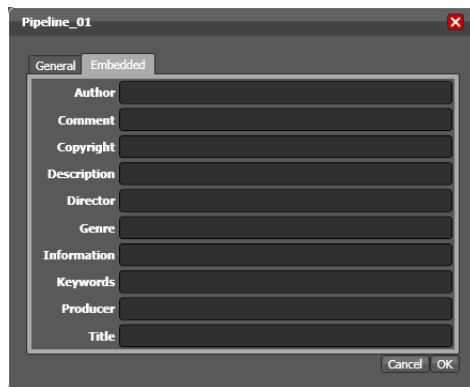 Pipeline_01
General Embedded
Author
Comment
Copyright
Description
Director
Genre
Information
Keywords
Producer
Title
Cancel OK